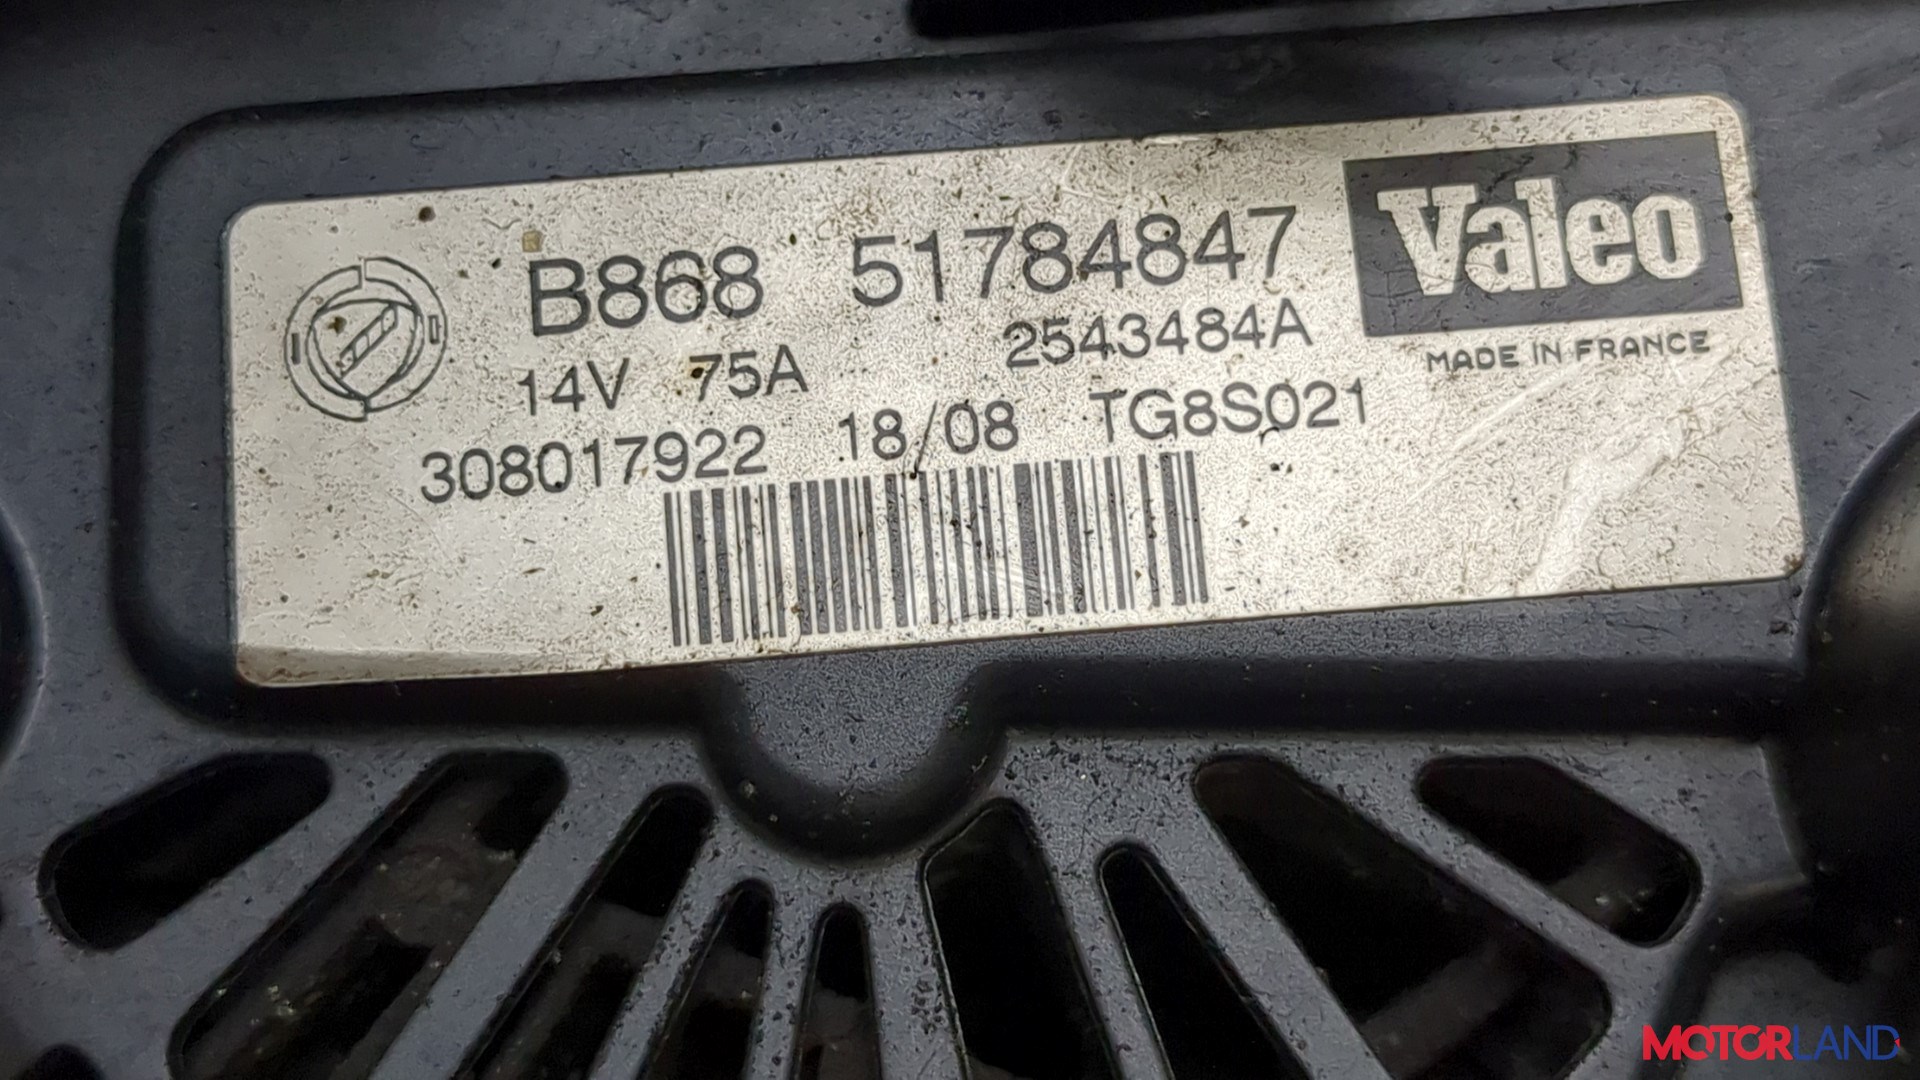 B868 51784847
14V 75A 2543484A
308017922 18/08 TG8S021
Valeo
MADE IN FRANCE
MOTORLAND